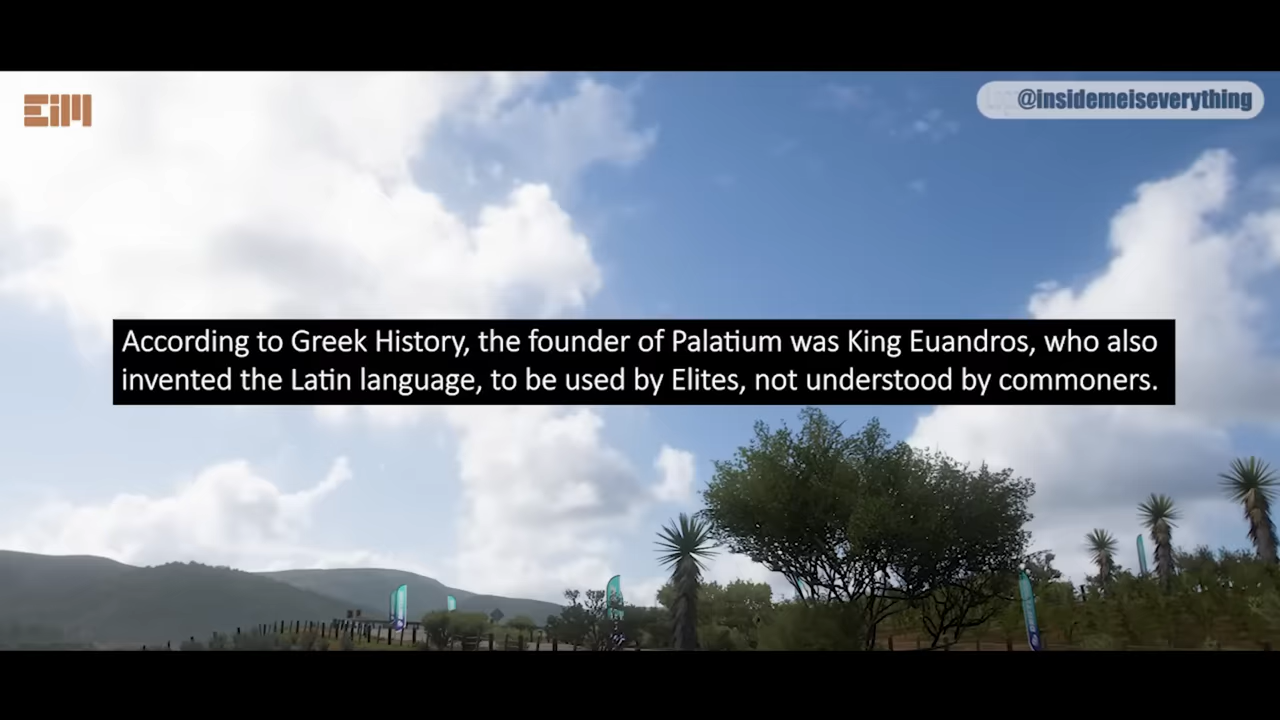 EiM
@insidemeiseverything
According to Greek History, the founder of Palatium was King Euandros, who also
invented the Latin language, to be used by Elites, not understood by commoners.